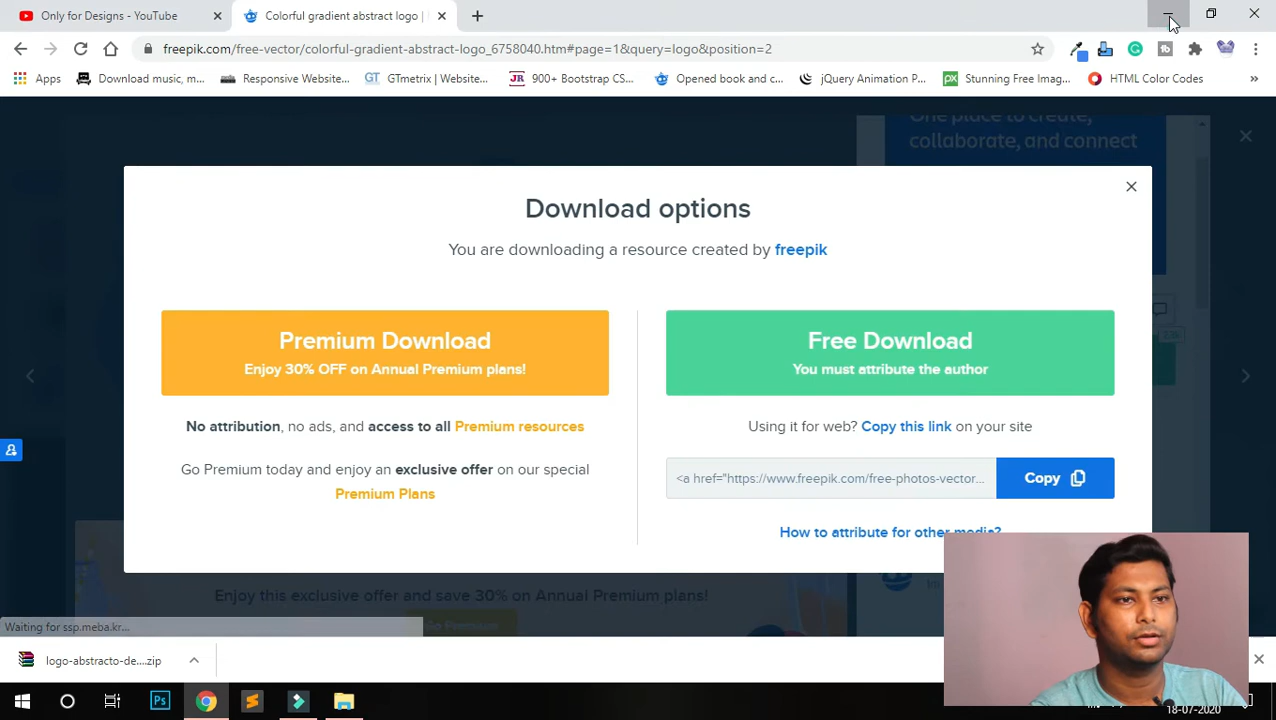 Only for Designs - YouTube
Colorful gradient abstract logo |
freepik.com/free-vector/colorful-gradient-abstract-logo_6758040.htm#page=1&query=logo&position=2
Apps
Download music, m...
Responsive Website...
GT
GTmetrix | Website...
JR
900+ Bootstrap CS...
Opened book and c...
jQuery Animation P...
px
Stunning Free Imag...
HTML Color Codes
»
One place to create,
collaborate, and connect
Download options
You are downloading a resource created by freepik
Premium Download
Enjoy 30% OFF on Annual Premium plans!
Free Download
You must attribute the author
No attribution, no ads, and access to all Premium resources
Using it for web? Copy this link on your site
Go Premium today and enjoy an exclusive offer on our special
Premium Plans
<a href="https://www.freepik.com/free-photos-vector...
Copy
How to attribute for other media?
Enjoy this exclusive offer and save 30% on Annual Premium plans!
Go Premium
Waiting for ssp.meba.kr...
logo-abstracto-de....zip
Ps
18-07-2020